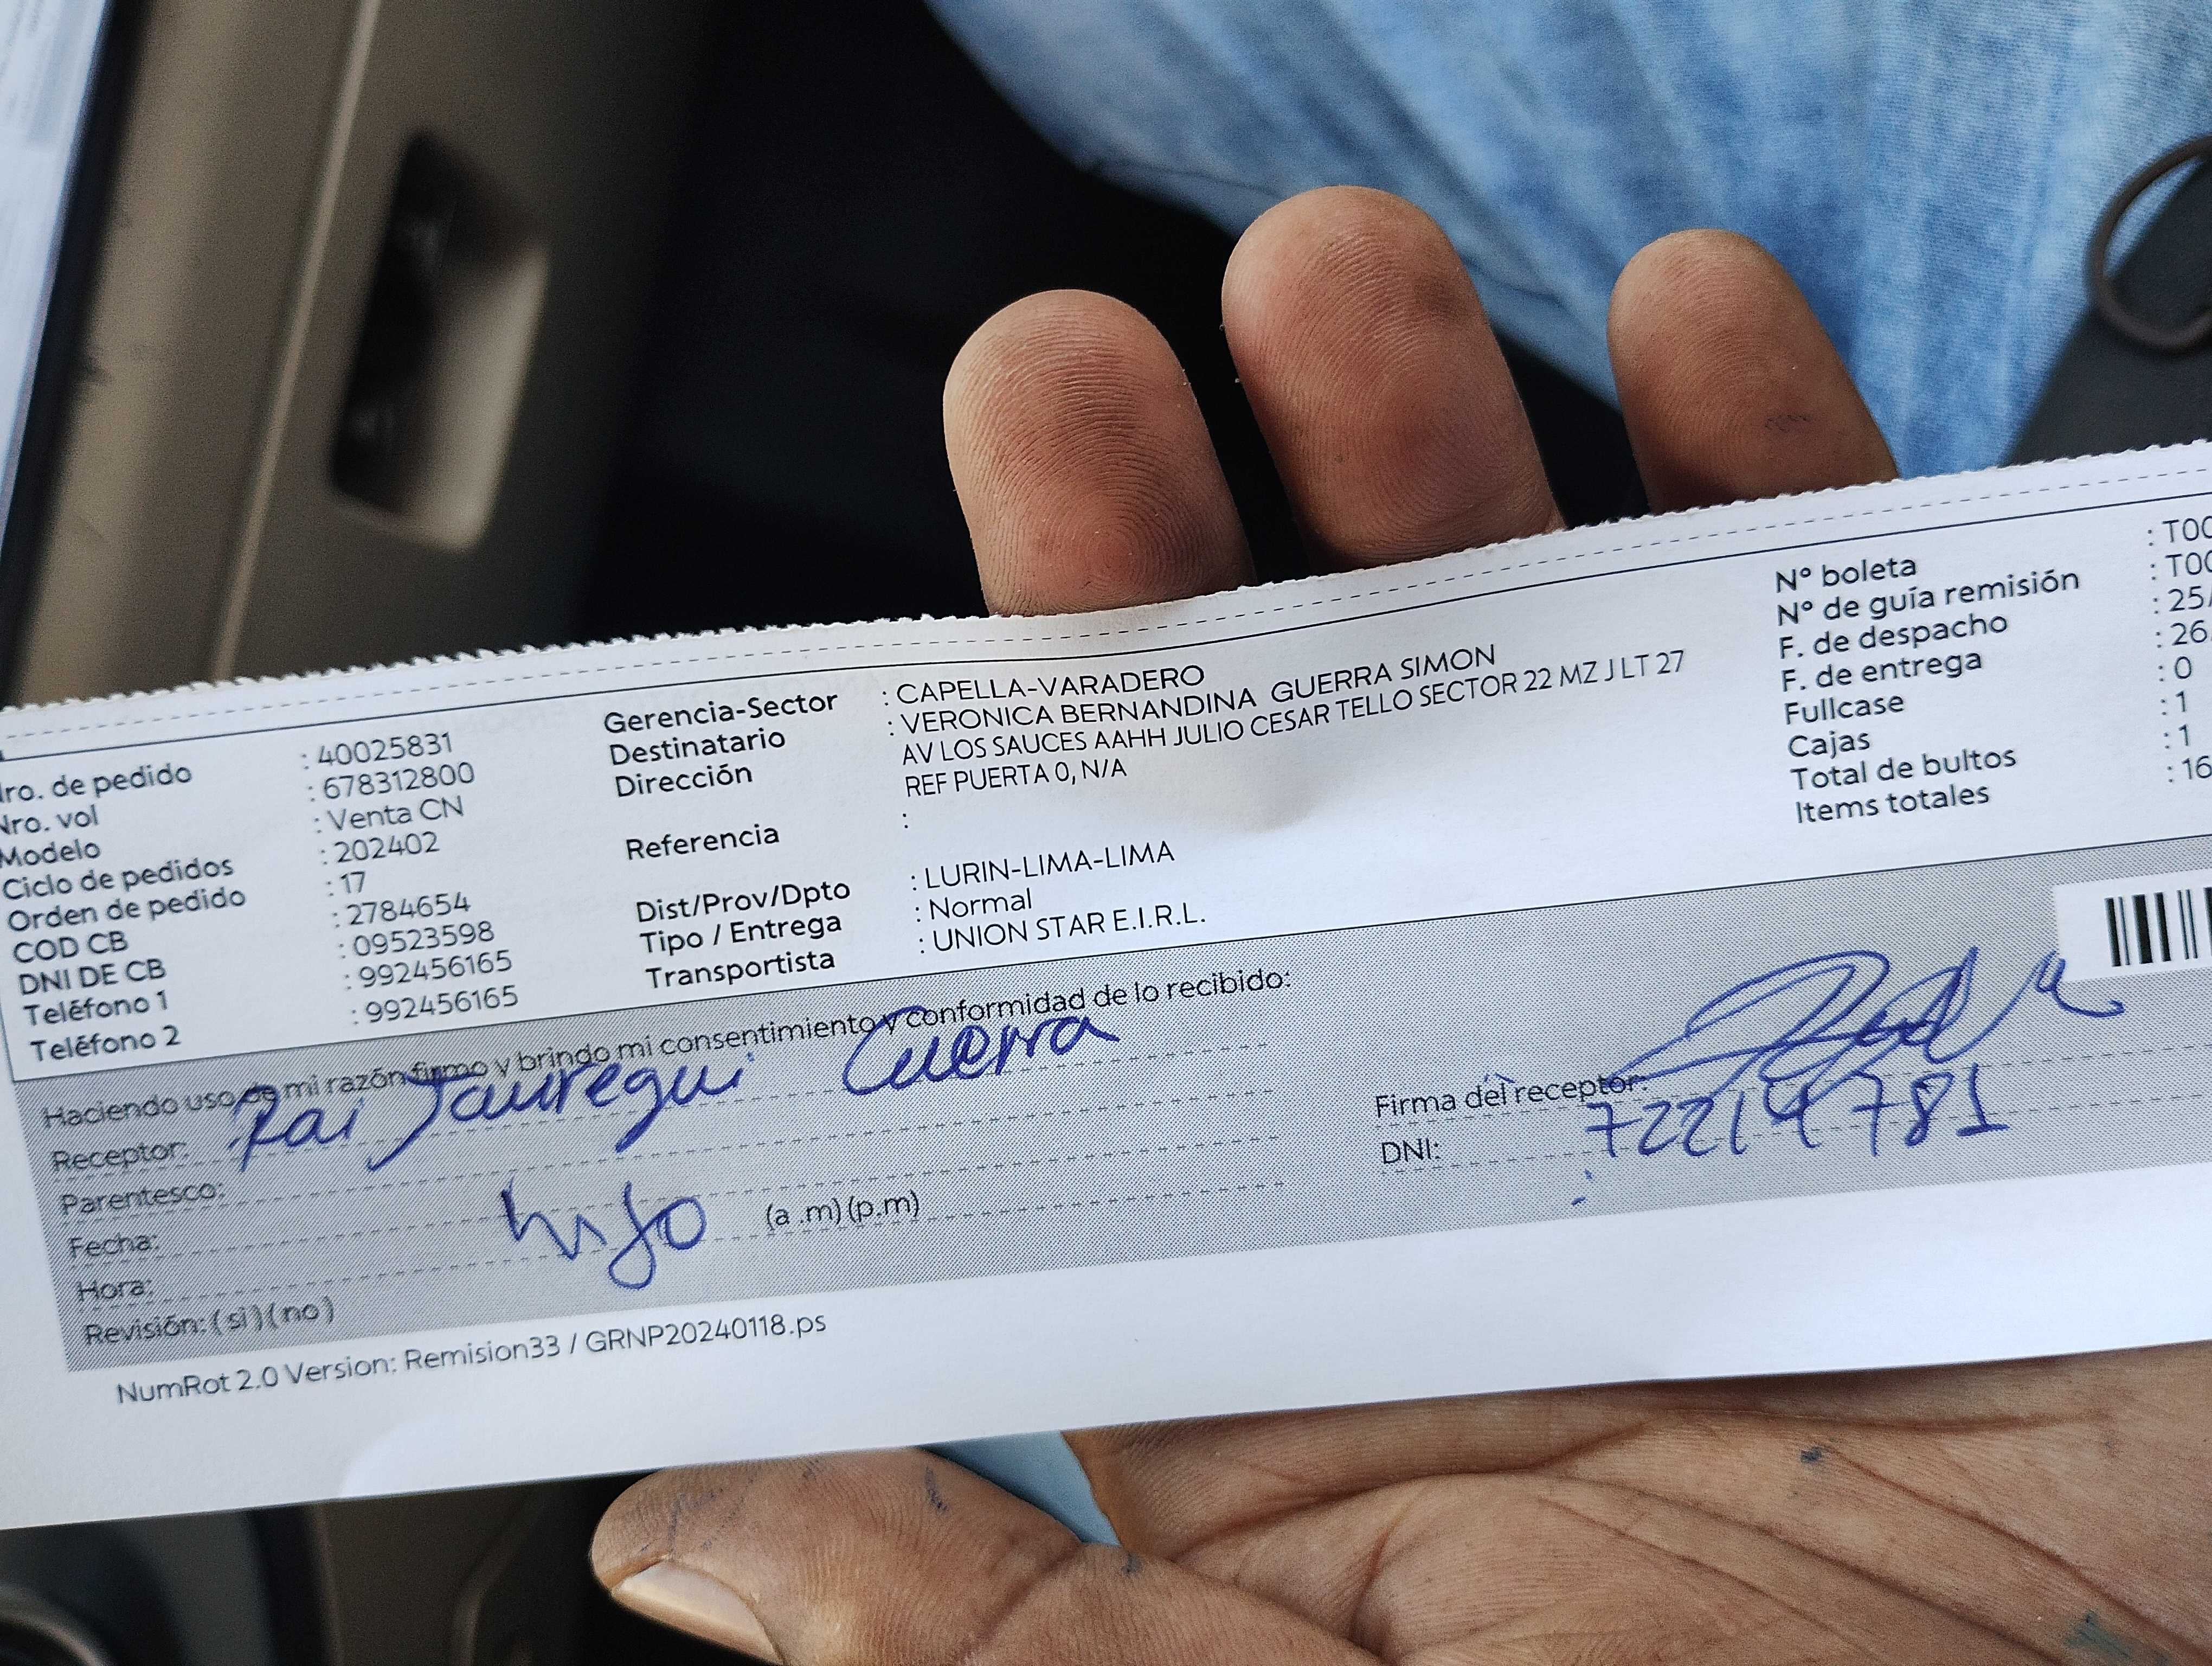 Nro. de pedido : 40025831
Nro. vol : 678312800
Modelo : Venta CN
Ciclo de pedidos : 202402
Orden de pedido : 17
COD CB : 2784654
DNI DE CB : 09523598
Teléfono 1 : 992456165
Teléfono 2 : 992456165
Gerencia-Sector : CAPELLA-VARADERO
Destinatario : VERONICA BERNANDINA GUERRA SIMON
Dirección AV LOS SAUCES AAHH JULIO CESAR TELLO SECTOR 22 MZ J LT 27
REF PUERTA 0, N/A
Referencia :
Dist/Prov/Dpto : LURIN-LIMA-LIMA
Tipo / Entrega : Normal
Transportista : UNION STAR E.I.R.L.
N° boleta : T00
N° de guía remisión : T00
F. de despacho : 25/
F. de entrega : 26
Fullcase : 0
Cajas : 1
Total de bultos : 1
Items totales : 16
Haciendo uso de mi razón firmo y brindo mi consentimiento y conformidad de lo recibido:
Receptor: Rai Jauregui Guerra
Parentesco:
Fecha: hijo
Hora: (a .m)(p.m)
Revisión: (si)(no)
Firma del receptor:
DNI: 72214781
NumRot 2.0 Version: Remision33 / GRNP20240118.ps